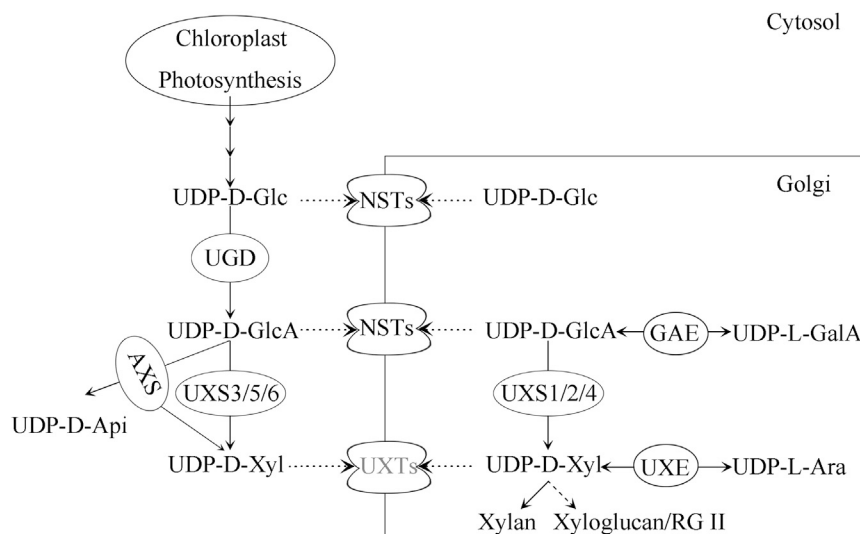 Cytosol
Chloroplast
Photosynthesis
Golgi
UDP-D-Glc
NSTs
UDP-D-Glc
UGD
UDP-D-GlcA
NSTs
UDP-D-GlcA
GAE
UDP-L-GalA
AXS
UXS3/5/6
UXS1/2/4
UDP-D-Api
UDP-D-Xyl
UXTs
UDP-D-Xyl
UXE
UDP-L-Ara
Xylan
Xyloglucan/RG II